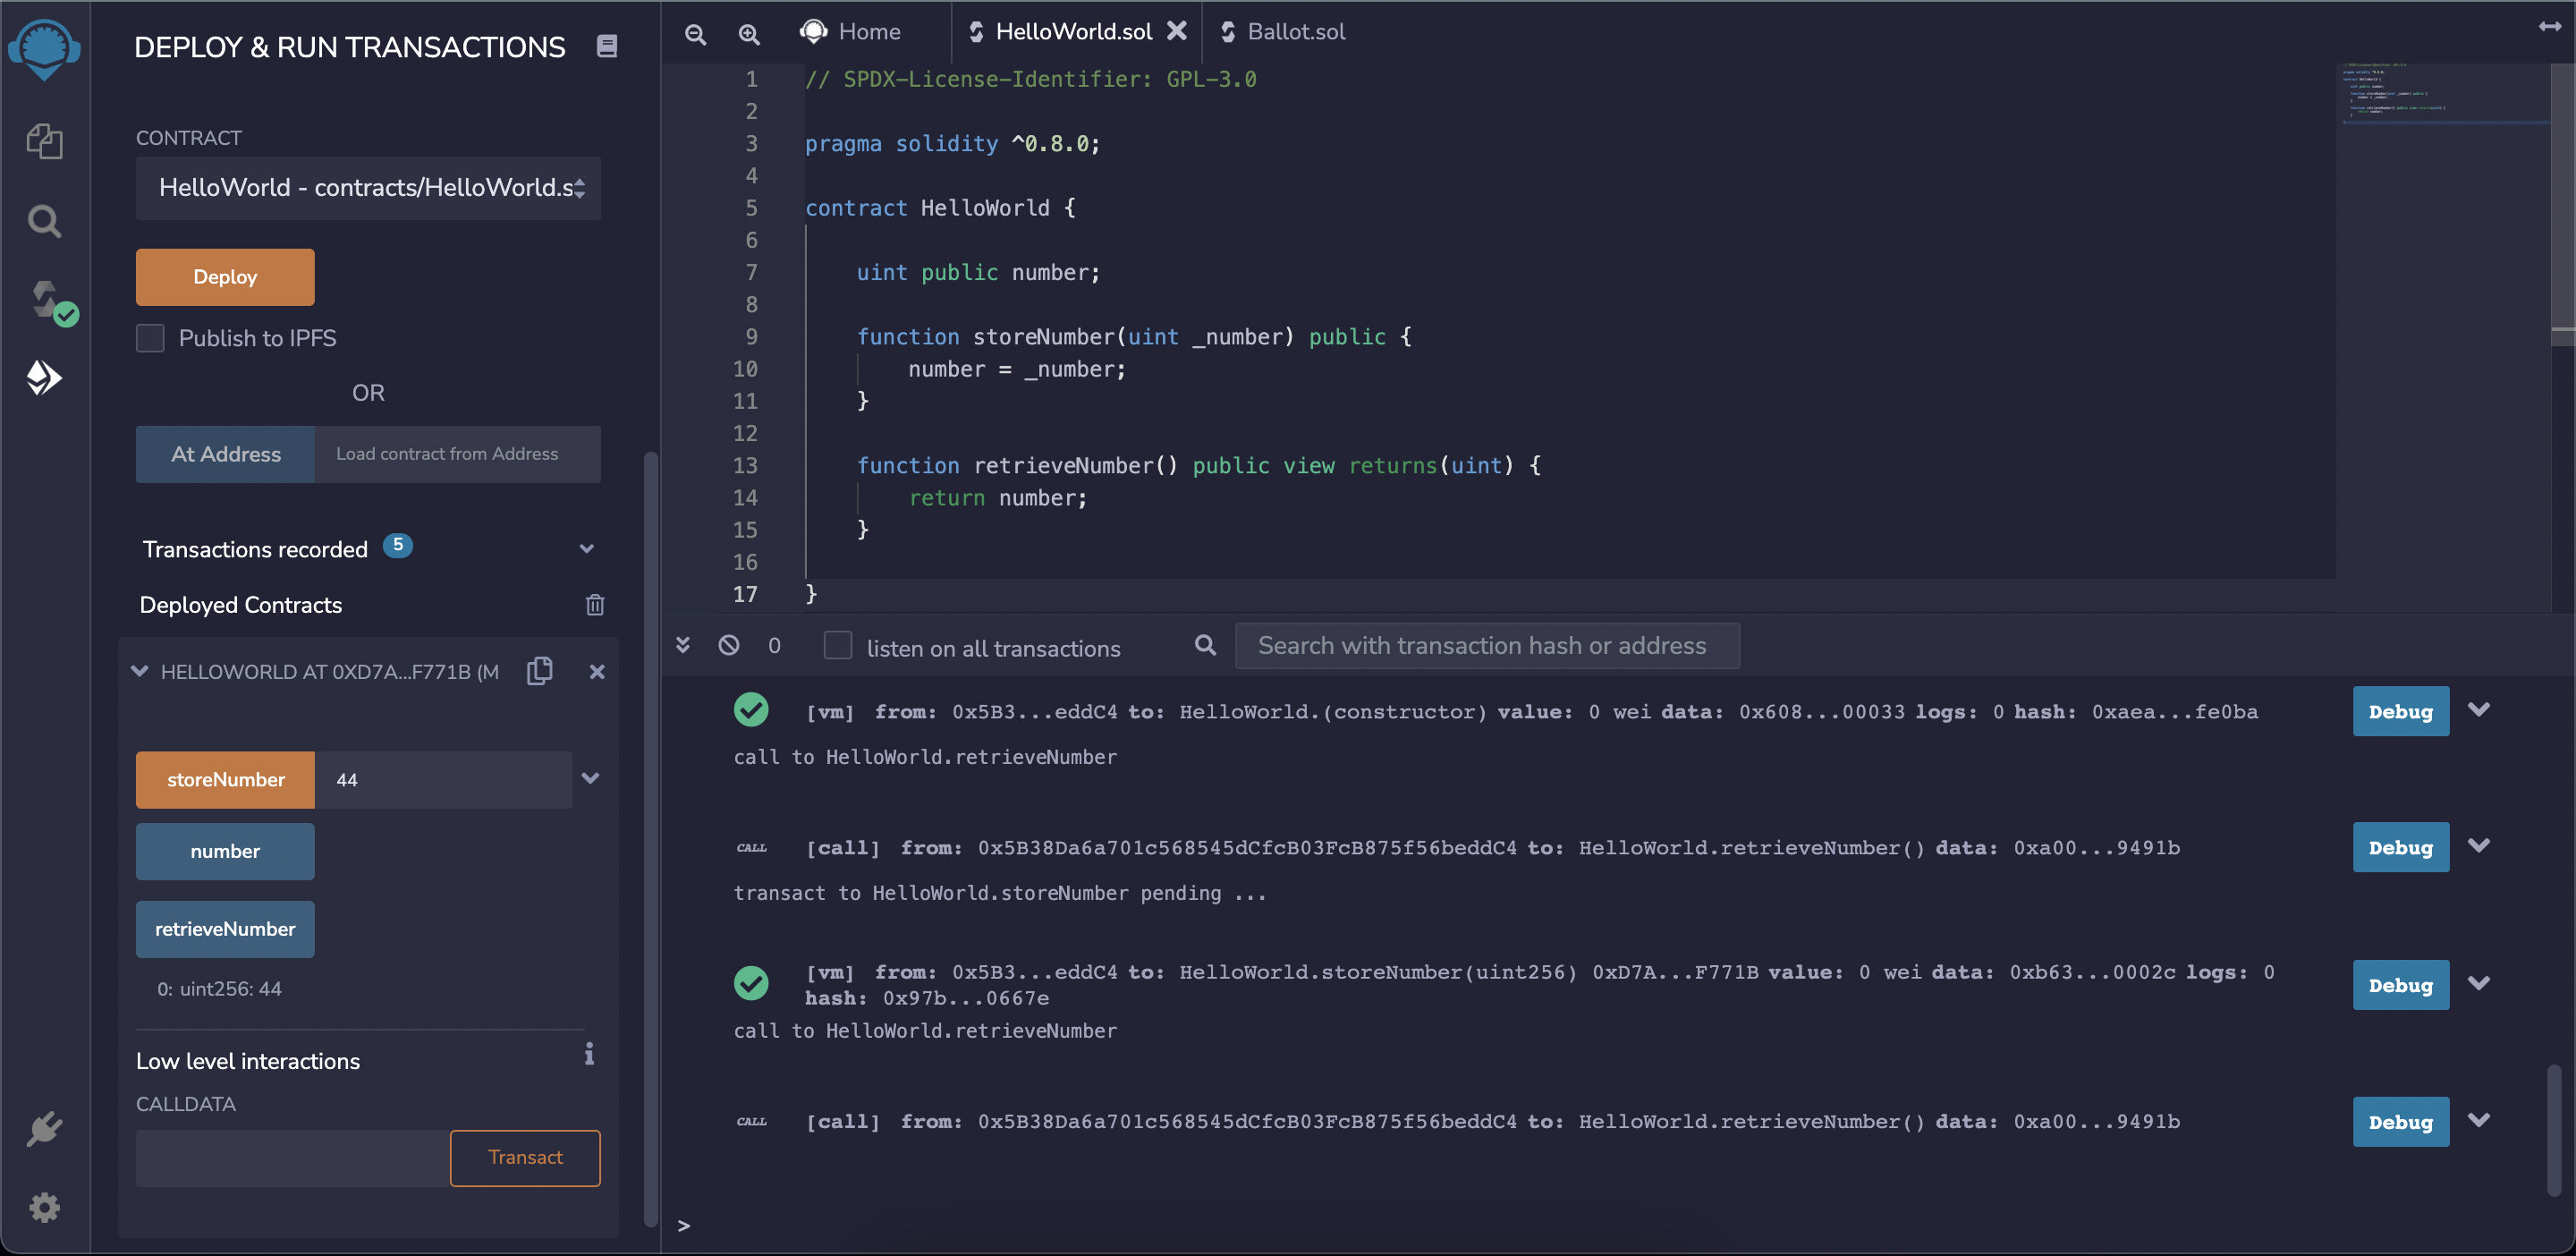 DEPLOY & RUN TRANSACTIONS
CONTRACT
HelloWorld - contracts/HelloWorld.s
Deploy
Publish to IPFS
OR
At Address
Load contract from Address
Transactions recorded 5
Deployed Contracts
HELLOWORLD AT 0XD7A...F771B (M
storeNumber
44
number
retrieveNumber
0: uint256: 44
Low level interactions
i
CALLDATA
Transact
Home
HelloWorld.sol
Ballot.sol
1 // SPDX-License-Identifier: GPL-3.0
2
3 pragma solidity ^0.8.0;
4
5 contract HelloWorld {
6
7 uint public number;
8
9 function storeNumber(uint _number) public {
10 number = _number;
11 }
12
13 function retrieveNumber() public view returns(uint) {
14 return number;
15 }
16
17 }
0
listen on all transactions
Search with transaction hash or address
[vm] from: 0x5B3...eddC4 to: HelloWorld.(constructor) value: 0 wei data: 0x608...00033 logs: 0 hash: 0xaea...fe0ba
Debug
call to HelloWorld.retrieveNumber
CALL [call] from: 0x5B38Da6a701c568545dCfcB03FcB875f56beddC4 to: HelloWorld.retrieveNumber() data: 0xa00...9491b
Debug
transact to HelloWorld.storeNumber pending ...
[vm] from: 0x5B3...eddC4 to: HelloWorld.storeNumber(uint256) 0xD7A...F771B value: 0 wei data: 0xb63...0002c logs: 0
hash: 0x97b...0667e
Debug
call to HelloWorld.retrieveNumber
CALL [call] from: 0x5B38Da6a701c568545dCfcB03FcB875f56beddC4 to: HelloWorld.retrieveNumber() data: 0xa00...9491b
Debug
>